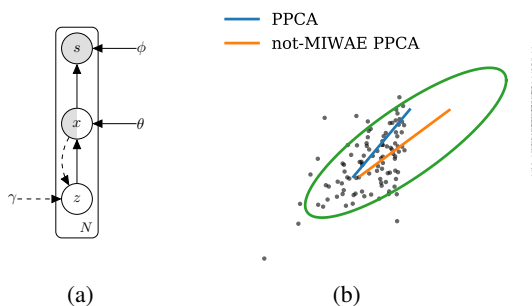 s
ϕ
x
θ
γ
z
N
(a)
PPCA
not-MIWAE PPCA
(b)